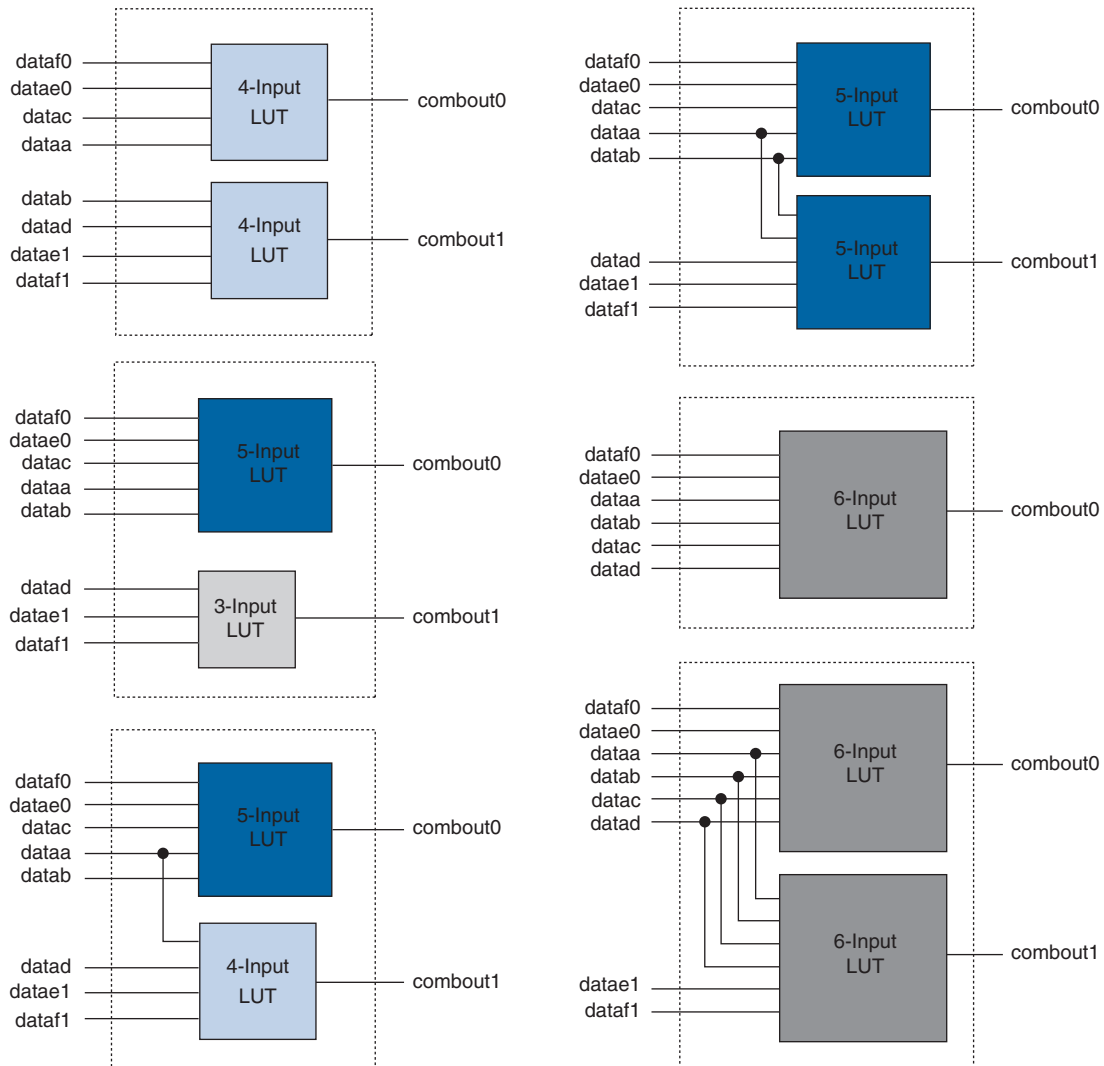 dataf0
datae0
datac
dataa
4-Input
LUT
combout0
datab
datad
datae1
dataf1
4-Input
LUT
combout1
dataf0
datae0
datac
dataa
datab
5-Input
LUT
combout0
datad
datae1
dataf1
3-Input
LUT
combout1
dataf0
datae0
datac
dataa
datab
5-Input
LUT
combout0
datad
datae1
dataf1
4-Input
LUT
combout1
dataf0
datae0
datac
dataa
datab
5-Input
LUT
combout0
datad
datae1
dataf1
5-Input
LUT
combout1
dataf0
datae0
dataa
datab
datac
datad
6-Input
LUT
combout0
dataf0
datae0
dataa
datab
datac
datad
6-Input
LUT
combout0
datae1
dataf1
6-Input
LUT
combout1